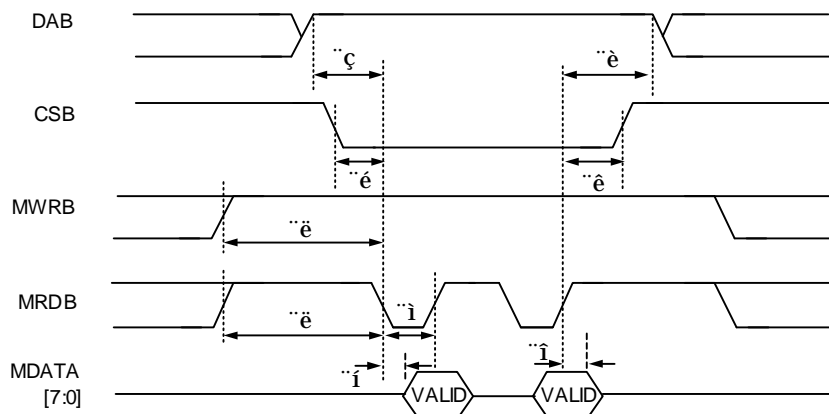 DAB
¨ç
¨è
CSB
¨é
¨ê
MWRB
¨ë
MRDB
¨ë
¨ì
MDATA
[7:0]
¨í
¨î
VALID
VALID